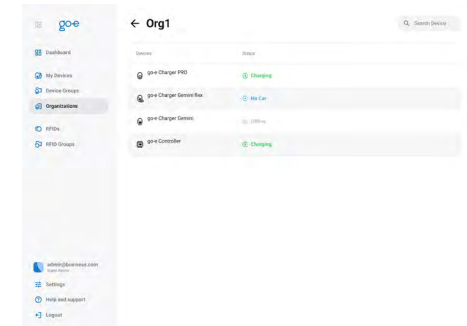 go-e
← Org1
Search Device
Devices
Status
Dashboard
My Devices
Device Groups
Organizations
RFIDs
RFID Groups
go-e Charger PRO
Charging
go-e Charger Gemini flex
No Car
go-e Charger Gemini
Offline
go-e Controller
Charging
Settings
Help and support
Logout